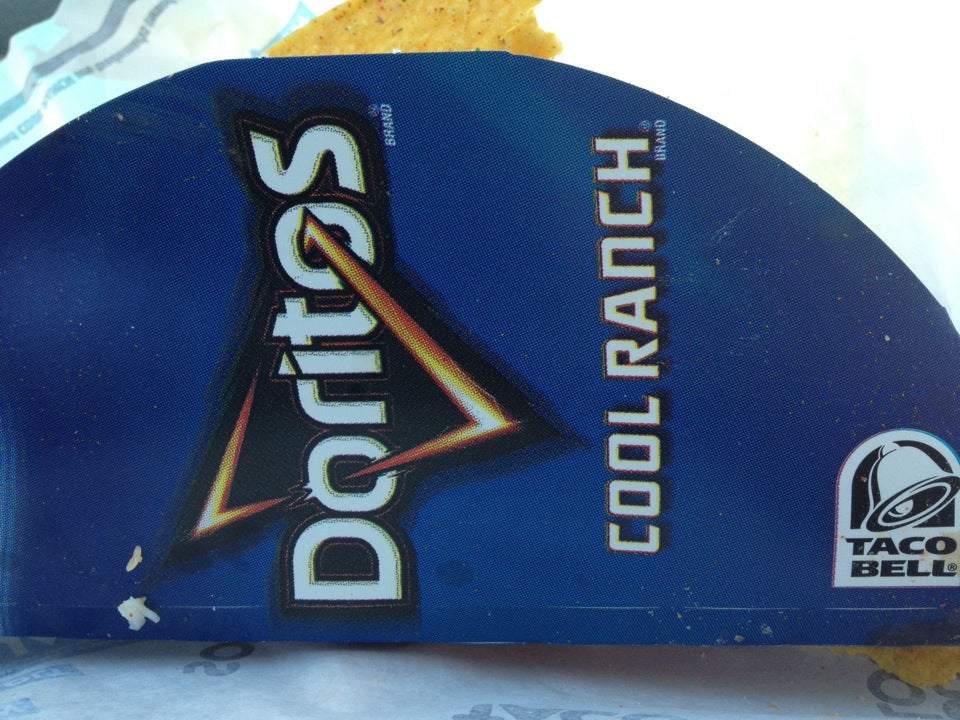 Doritos®
BRAND
COOL RANCH®
BRAND
TACO
BELL®